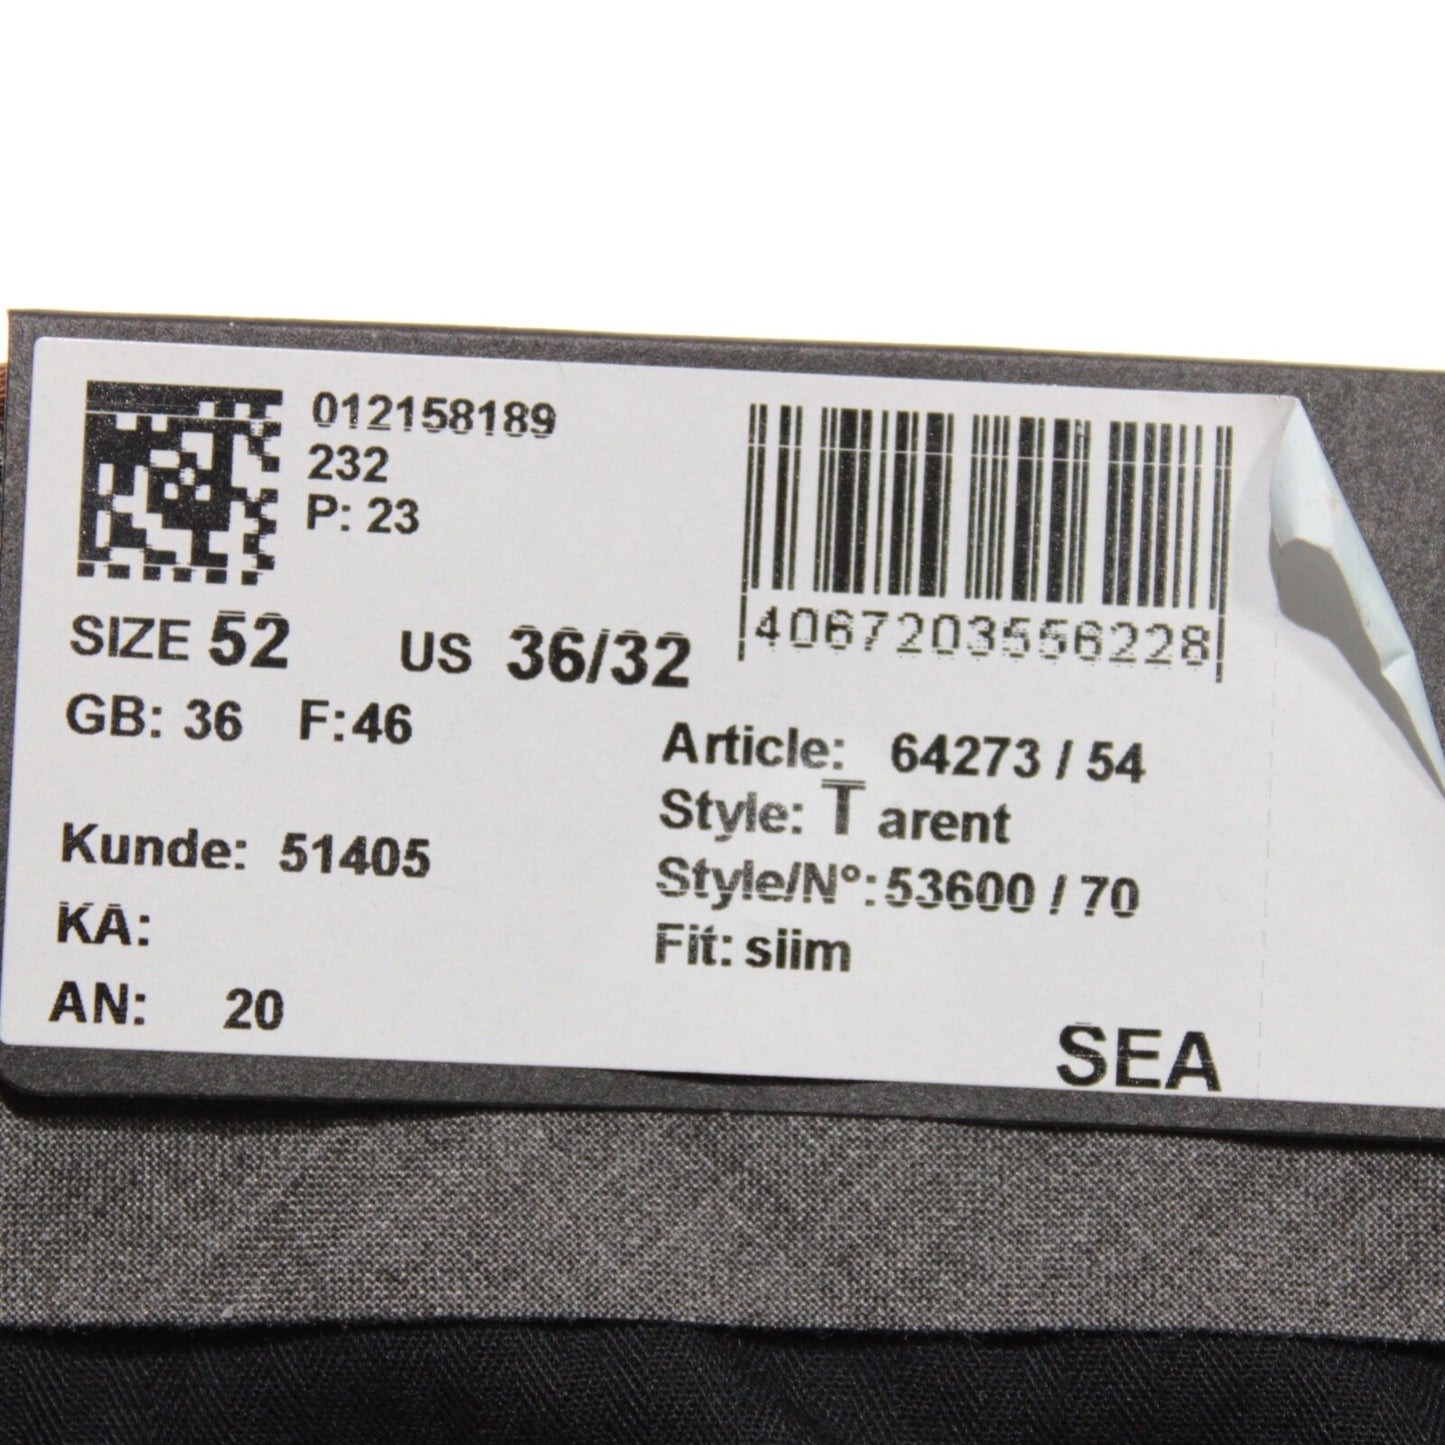 012158189
232
P: 23
4067203556228
SIZE 52 US 36/32
GB: 36 F:46
Article: 64273 / 54
Style: T arent
Kunde: 51405
Style/N°:53600 / 70
KA:
Fit: slim
AN: 20
SEA